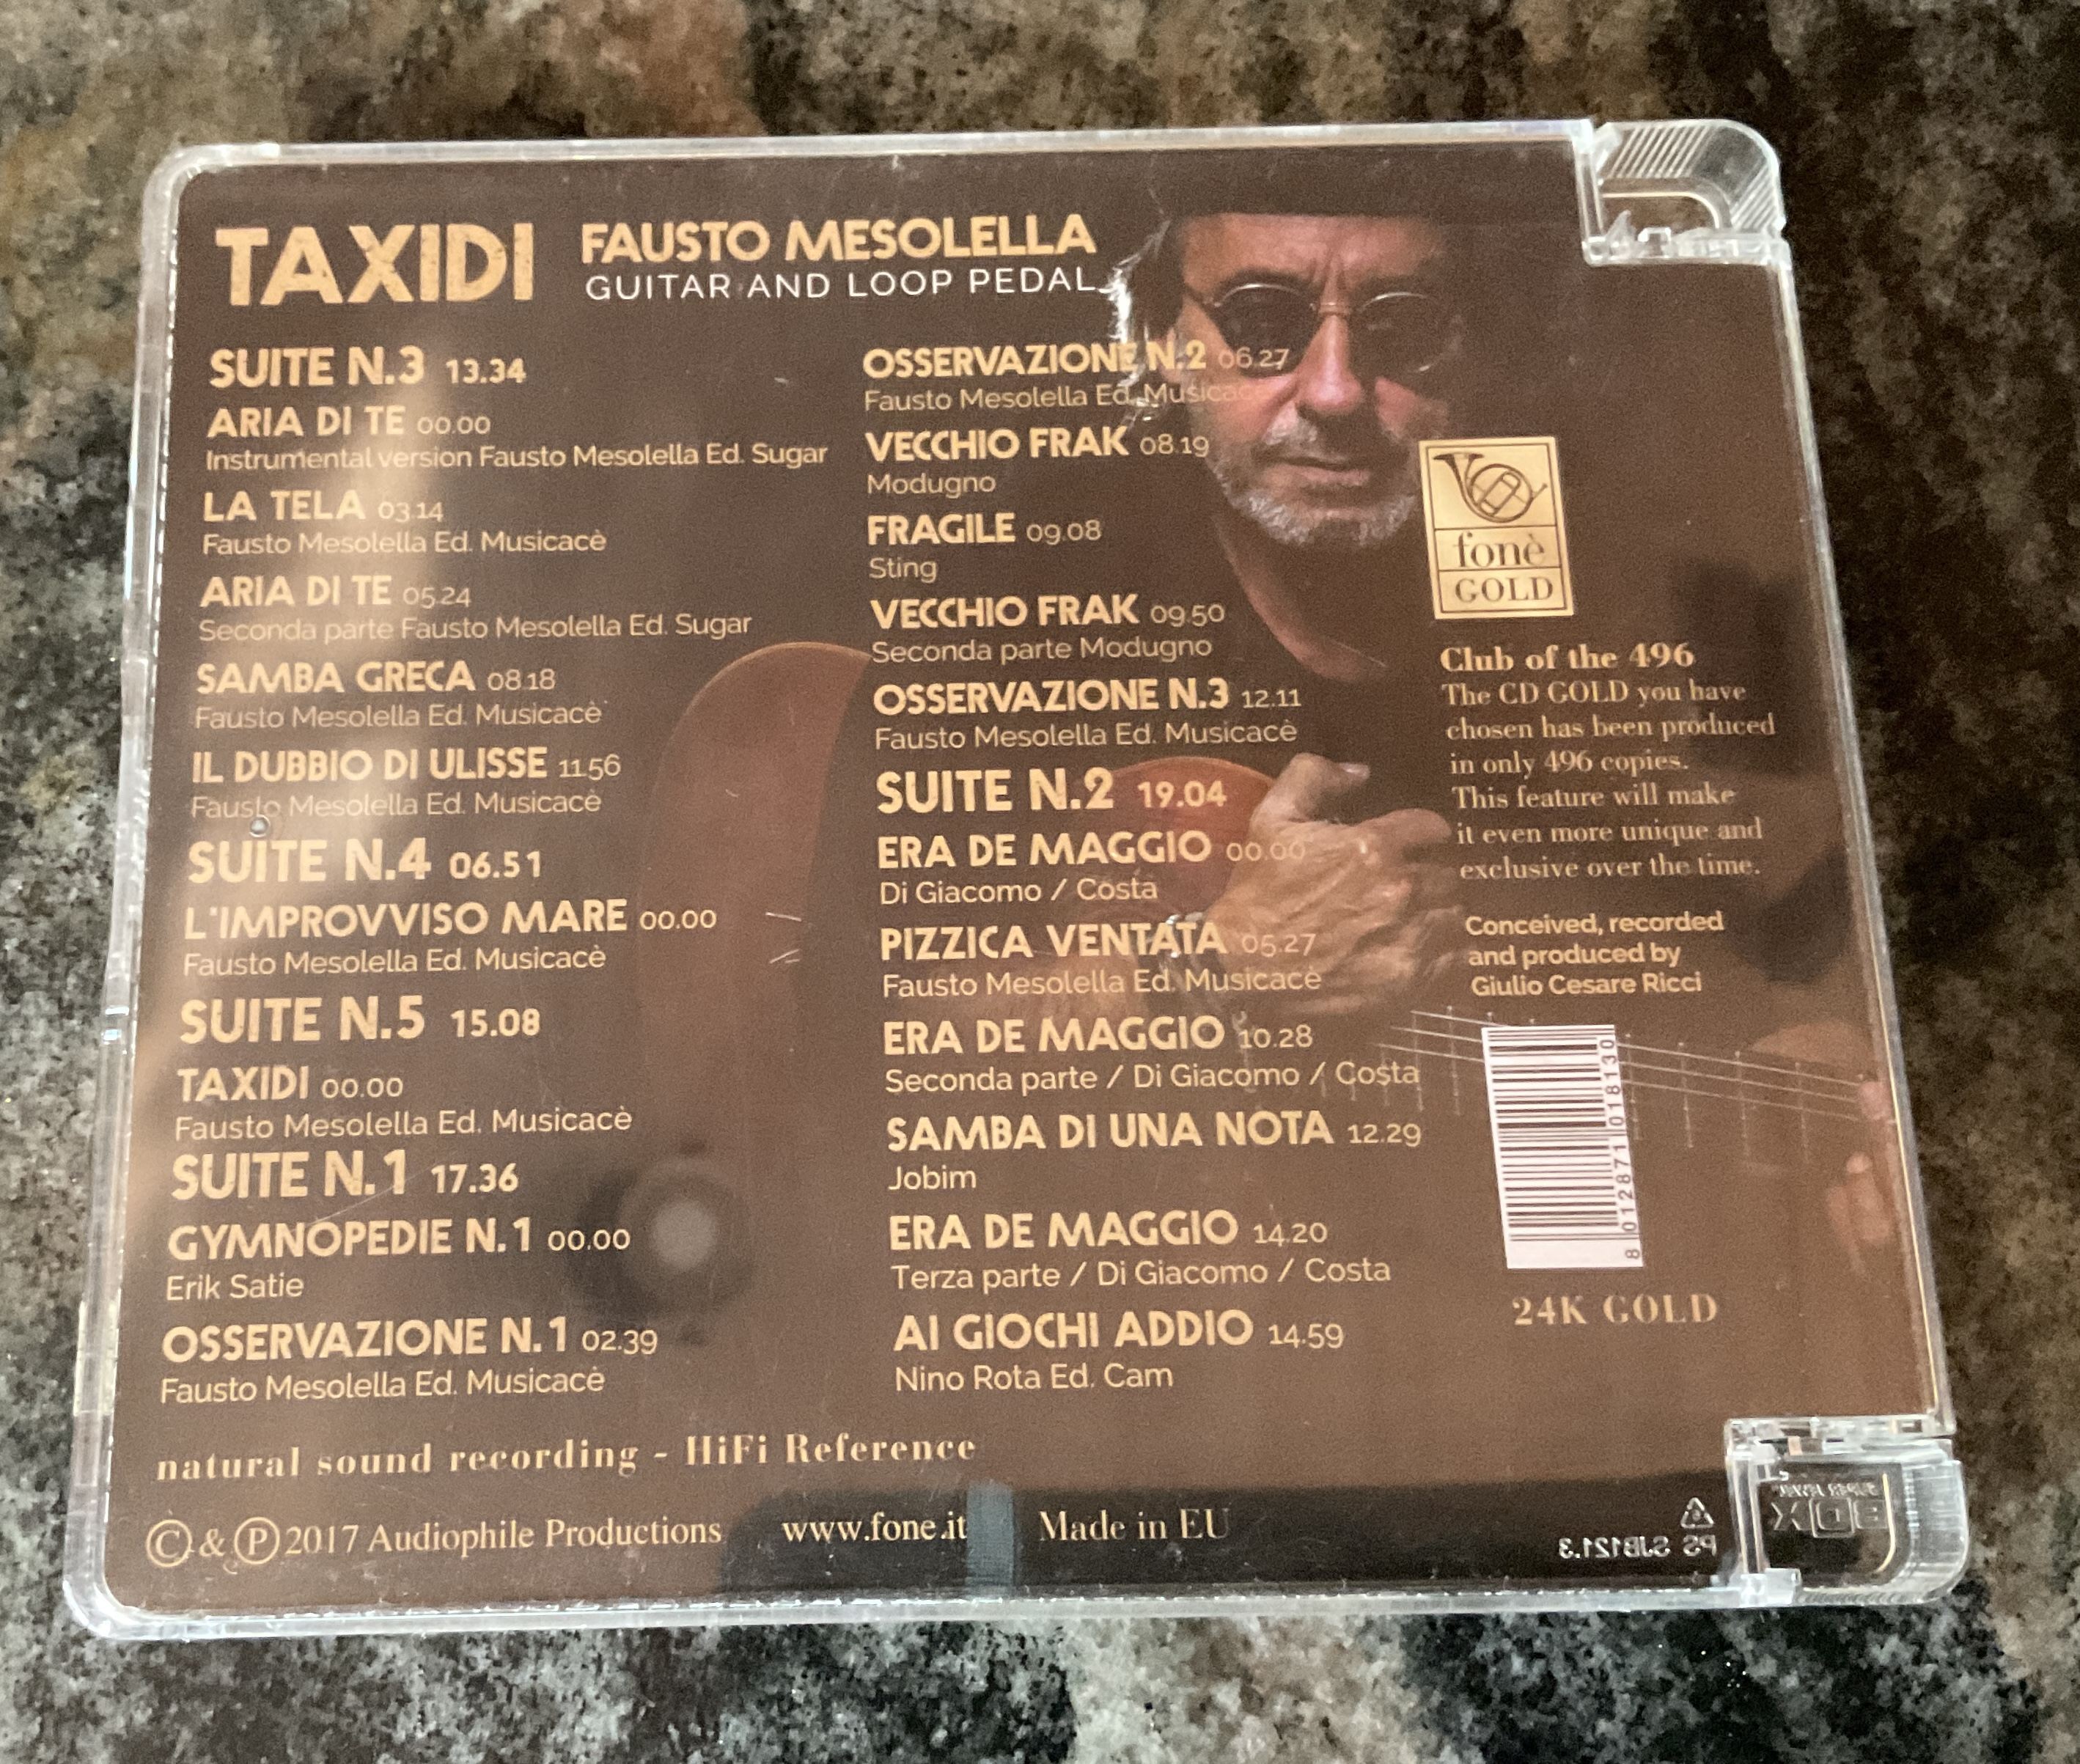 TAXIDI
FAUSTO MESOLELLA
GUITAR AND LOOP PEDAL
SUITE N.3 13.34
ARIA DI TE 00.00
Instrumental version Fausto Mesolella Ed. Sugar
LA TELA 03.14
Fausto Mesolella Ed. Musicacè
ARIA DI TE 05.24
Seconda parte Fausto Mesolella Ed. Sugar
SAMBA GRECA 08.18
Fausto Mesolella Ed. Musicacè
IL DUBBIO DI ULISSE 11.56
Fausto Mesolella Ed. Musicacè
SUITE N.4 06.51
L'IMPROVVISO MARE 00.00
Fausto Mesolella Ed. Musicacè
SUITE N.5 15.08
TAXIDI 00.00
Fausto Mesolella Ed. Musicacè
SUITE N.1 17.36
GYMNOPEDIE N.1 00.00
Erik Satie
OSSERVAZIONE N.1 02.39
Fausto Mesolella Ed. Musicacè
OSSERVAZIONE N.2 06.27
Fausto Mesolella Ed.
VECCHIO FRAK 08.19
Modugno
FRAGILE 09.08
Sting
VECCHIO FRAK 09.50
Seconda parte Modugno
OSSERVAZIONE N.3 12.11
Fausto Mesolella Ed. Musicacè
SUITE N.2 19.04
ERA DE MAGGIO 00.00
Di Giacomo / Costa
PIZZICA VENTATA 05.27
Fausto Mesolella Ed. Musicacè
ERA DE MAGGIO 10.28
Seconda parte / Di Giacomo / Costa
SAMBA DI UNA NOTA 12.29
Jobim
ERA DE MAGGIO 14.20
Terza parte / Di Giacomo / Costa
AI GIOCHI ADDIO 14.59
Nino Rota Ed. Cam
fonè
GOLD
Club of the 496
The CD GOLD you have
chosen has been produced
in only 496 copies.
This feature will make
it even more unique and
exclusive over the time.
Conceived, recorded
and produced by
Giulio Cesare Ricci
8 012871 018130
24K GOLD
natural sound recording - HiFi Reference
© & ℗ 2017 Audiophile Productions www.fone.it Made in EU
PS SJB121.3
SUPER JEWEL
BOX